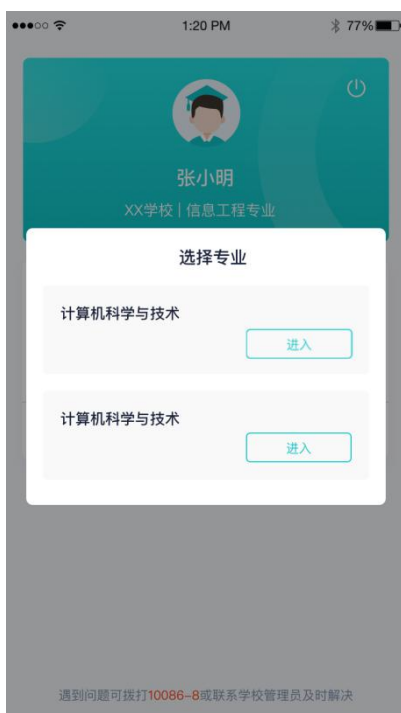 1:20 PM
77%
张小明
XX学校 | 信息工程专业
选择专业
计算机科学与技术
进入
计算机科学与技术
进入
遇到问题可拨打10086-8或联系学校管理员及时解决